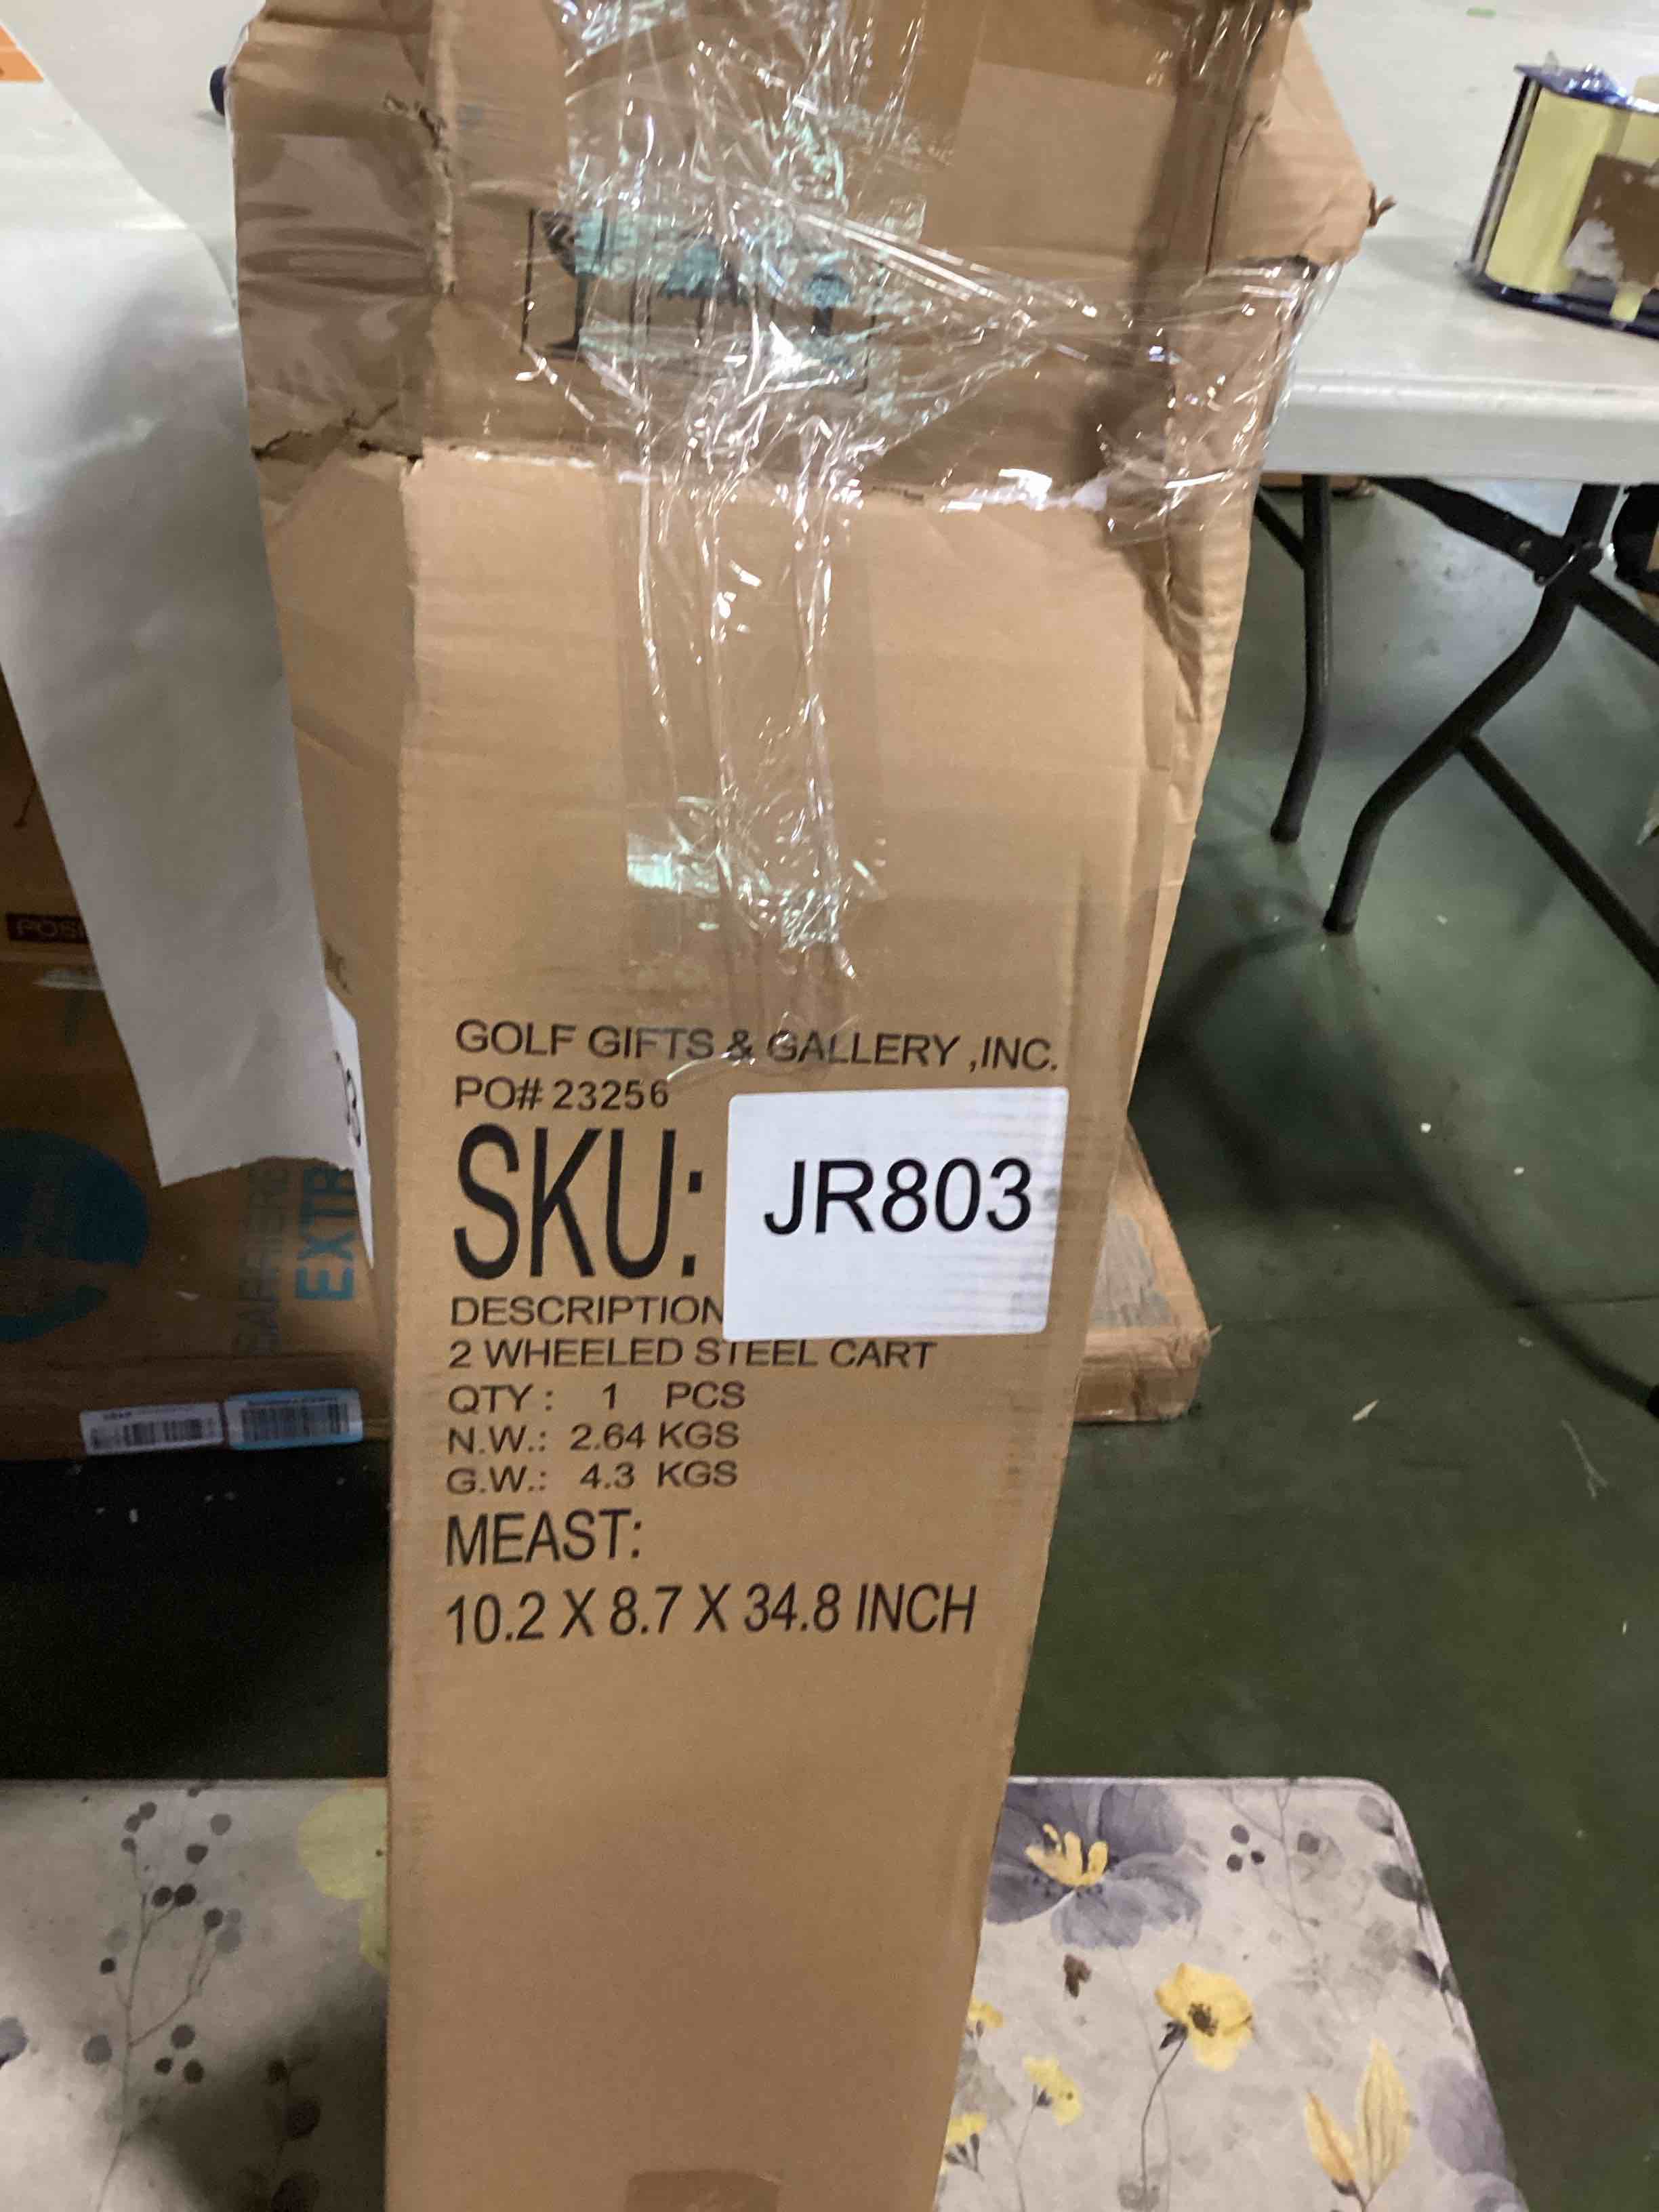 GOLF GIFTS & GALLERY ,INC.
PO# 23256
SKU: JR803
DESCRIPTION
2 WHEELED STEEL CART
QTY : 1 PCS
N.W.: 2.64 KGS
G.W.: 4.3 KGS
MEAST:
10.2 X 8.7 X 34.8 INCH
EXTR